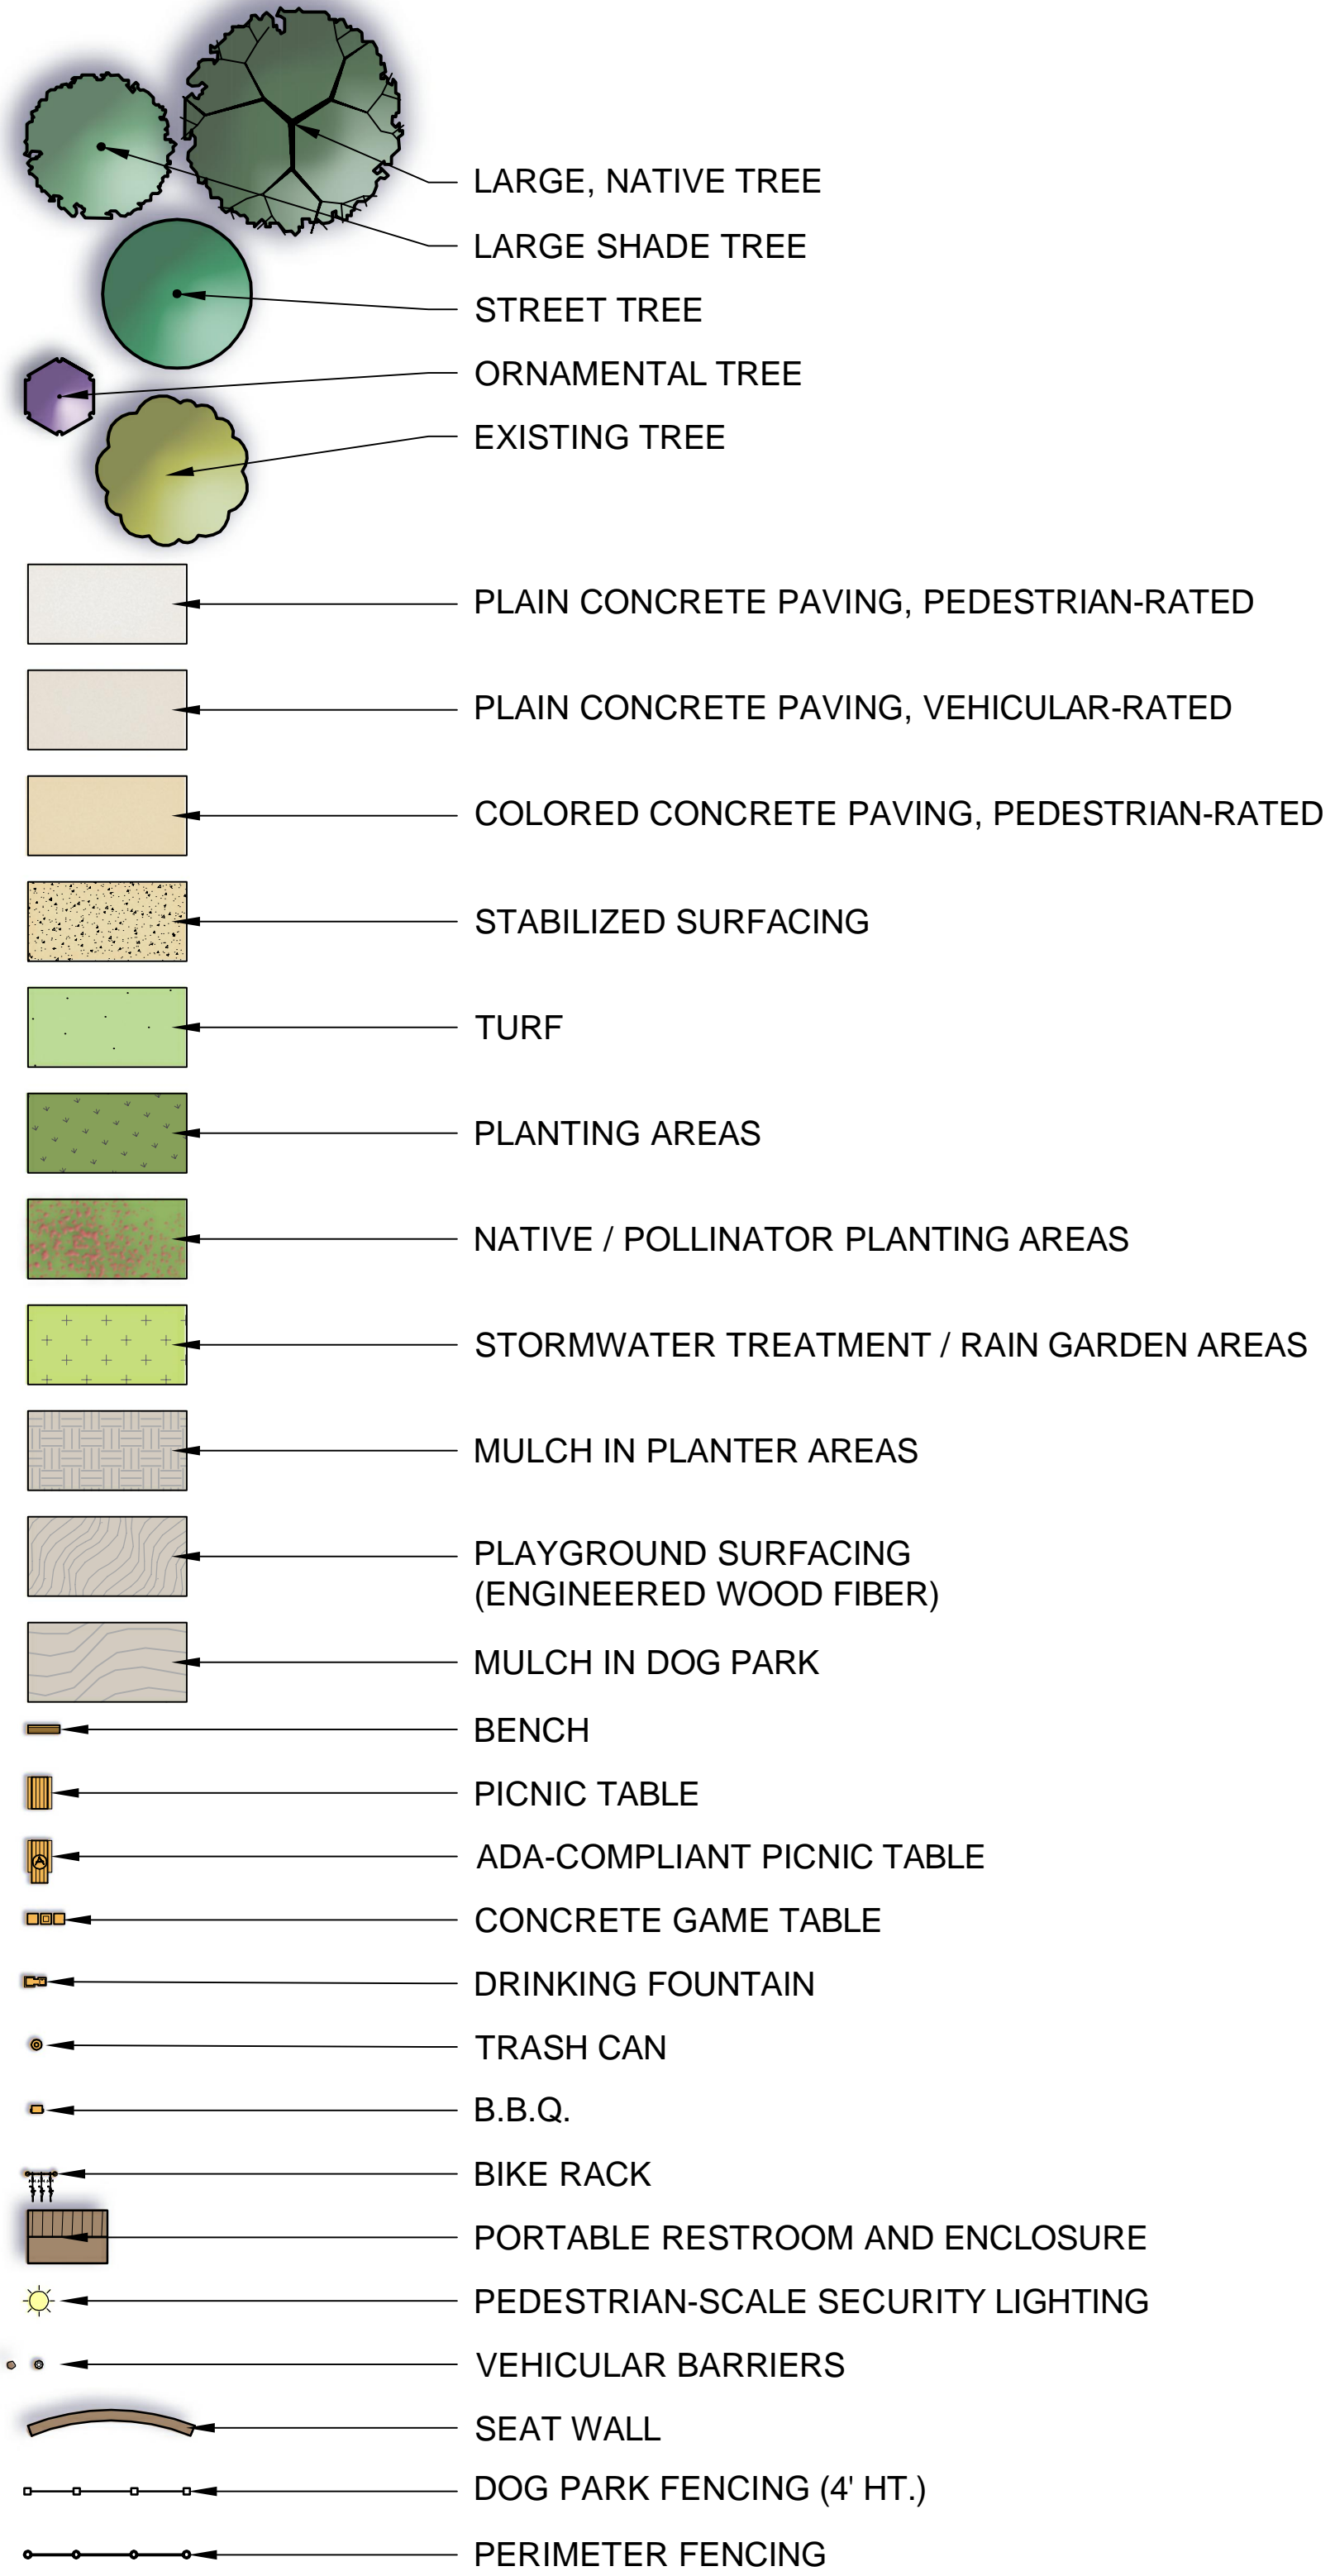 LARGE, NATIVE TREE
LARGE SHADE TREE
STREET TREE
ORNAMENTAL TREE
EXISTING TREE
PLAIN CONCRETE PAVING, PEDESTRIAN-RATED
PLAIN CONCRETE PAVING, VEHICULAR-RATED
COLORED CONCRETE PAVING, PEDESTRIAN-RATED
STABILIZED SURFACING
TURF
PLANTING AREAS
NATIVE / POLLINATOR PLANTING AREAS
STORMWATER TREATMENT / RAIN GARDEN AREAS
MULCH IN PLANTER AREAS
PLAYGROUND SURFACING
(ENGINEERED WOOD FIBER)
MULCH IN DOG PARK
BENCH
PICNIC TABLE
ADA-COMPLIANT PICNIC TABLE
CONCRETE GAME TABLE
DRINKING FOUNTAIN
TRASH CAN
B.B.Q.
BIKE RACK
PORTABLE RESTROOM AND ENCLOSURE
PEDESTRIAN-SCALE SECURITY LIGHTING
VEHICULAR BARRIERS
SEAT WALL
DOG PARK FENCING (4' HT.)
PERIMETER FENCING